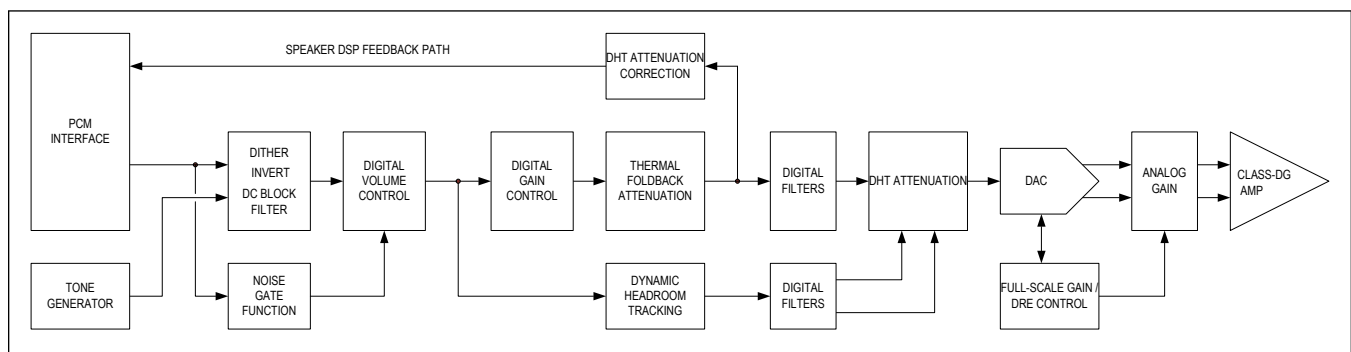 SPEAKER DSP FEEDBACK PATH
DHT ATTENUATION
CORRECTION
PCM
INTERFACE
DITHER
INVERT
DC BLOCK
FILTER
DIGITAL
VOLUME
CONTROL
DIGITAL
GAIN
CONTROL
THERMAL
FOLDBACK
ATTENUATION
DIGITAL
FILTERS
DHT ATTENUATION
DAC
ANALOG
GAIN
CLASS-DG
AMP
TONE
GENERATOR
NOISE
GATE
FUNCTION
DYNAMIC
HEADROOM
TRACKING
DIGITAL
FILTERS
FULL-SCALE GAIN /
DRE CONTROL